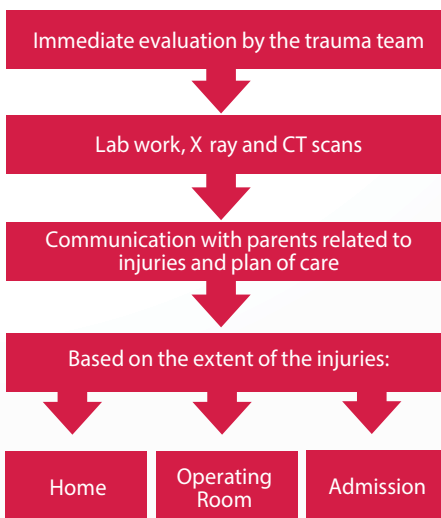 Immediate evaluation by the trauma team
Lab work, X ray and CT scans
Communication with parents related to
injuries and plan of care
Based on the extent of the injuries:
Home
Operating
Room
Admission